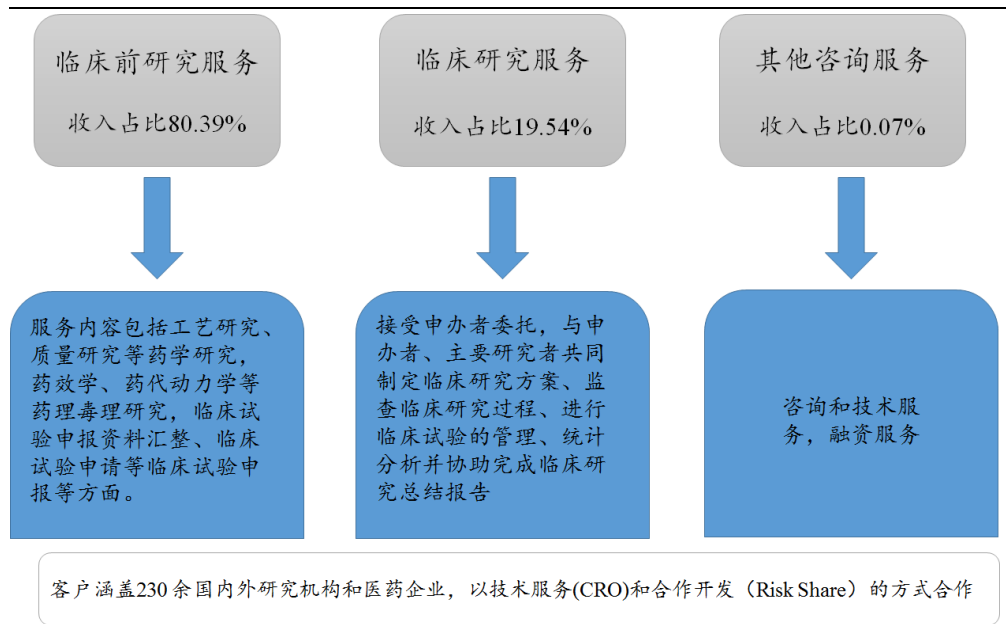 临床前研究服务
收入占比80.39%
临床研究服务
收入占比19.54%
其他咨询服务
收入占比0.07%
服务内容包括工艺研究、
质量研究等药学研究，
药效学、药代动力学等
药理毒理研究，临床试
验申报资料汇整、临床
试验申请等临床试验申
报等方面。
接受申办者委托，与申
办者、主要研究者共同
制定临床研究方案、监
查临床研究过程、进行
临床试验的管理、统计
分析并协助完成临床研
究总结报告
咨询和技术服
务，融资服务
客户涵盖230 余国内外研究机构和医药企业，以技术服务(CRO)和合作开发（Risk Share）的方式合作